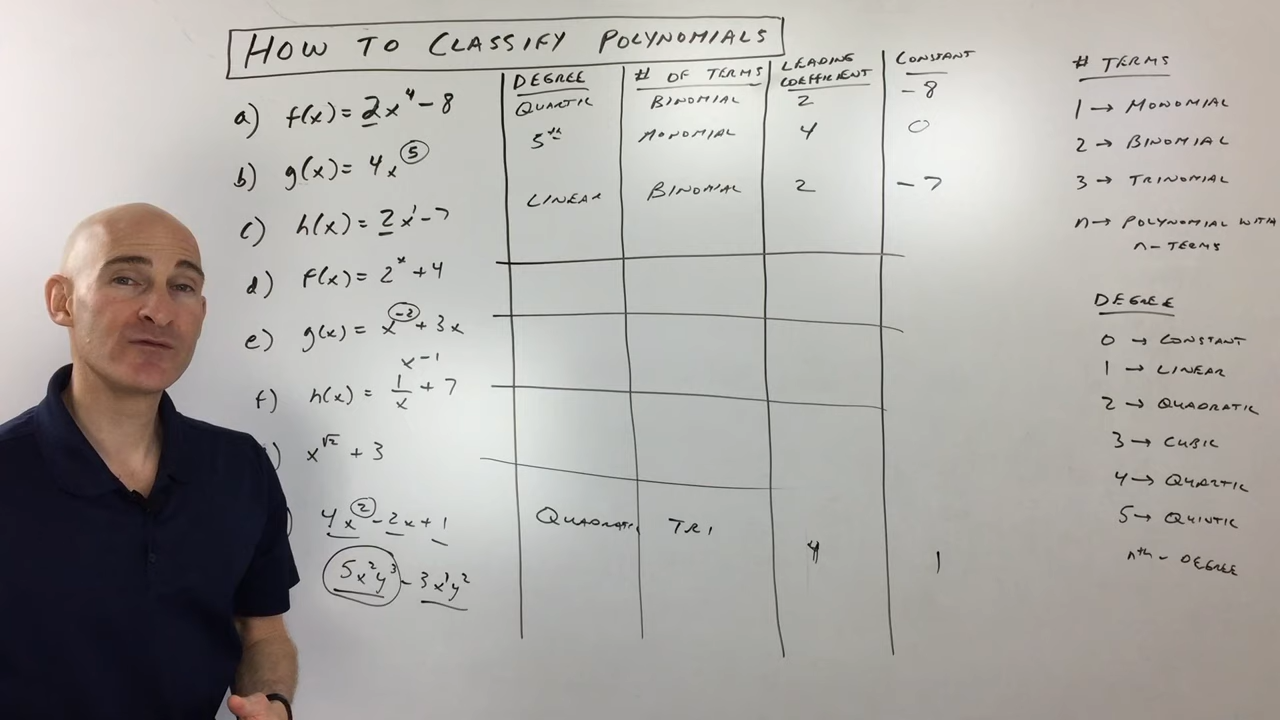 HOW TO CLASSIFY POLYNOMIALS
DEGREE # OF TERMS LEADING COEFFICIENT CONSTANT
a) f(x) = 2x⁴ - 8 QUARTIC BINOMIAL 2 -8
b) g(x) = 4x⁵ 5th MONOMIAL 4 0
c) h(x) = 2x¹ - 7 LINEAR BINOMIAL 2 -7
d) f(x) = 2ˣ + 4
e) g(x) = x⁻² + 3x
x⁻¹
f) h(x) = 1/x + 7
) x^√2 + 3
) 4x² - 2x + 1 QUADRATIC TRI 4 1
5x²y³ - 3x¹y²
# TERMS
1 → MONOMIAL
2 → BINOMIAL
3 → TRINOMIAL
n → POLYNOMIAL WITH
n-TERMS
DEGREE
0 → CONSTANT
1 → LINEAR
2 → QUADRATIC
3 → CUBIC
4 → QUARTIC
5 → QUINTIC
nth - DEGREE